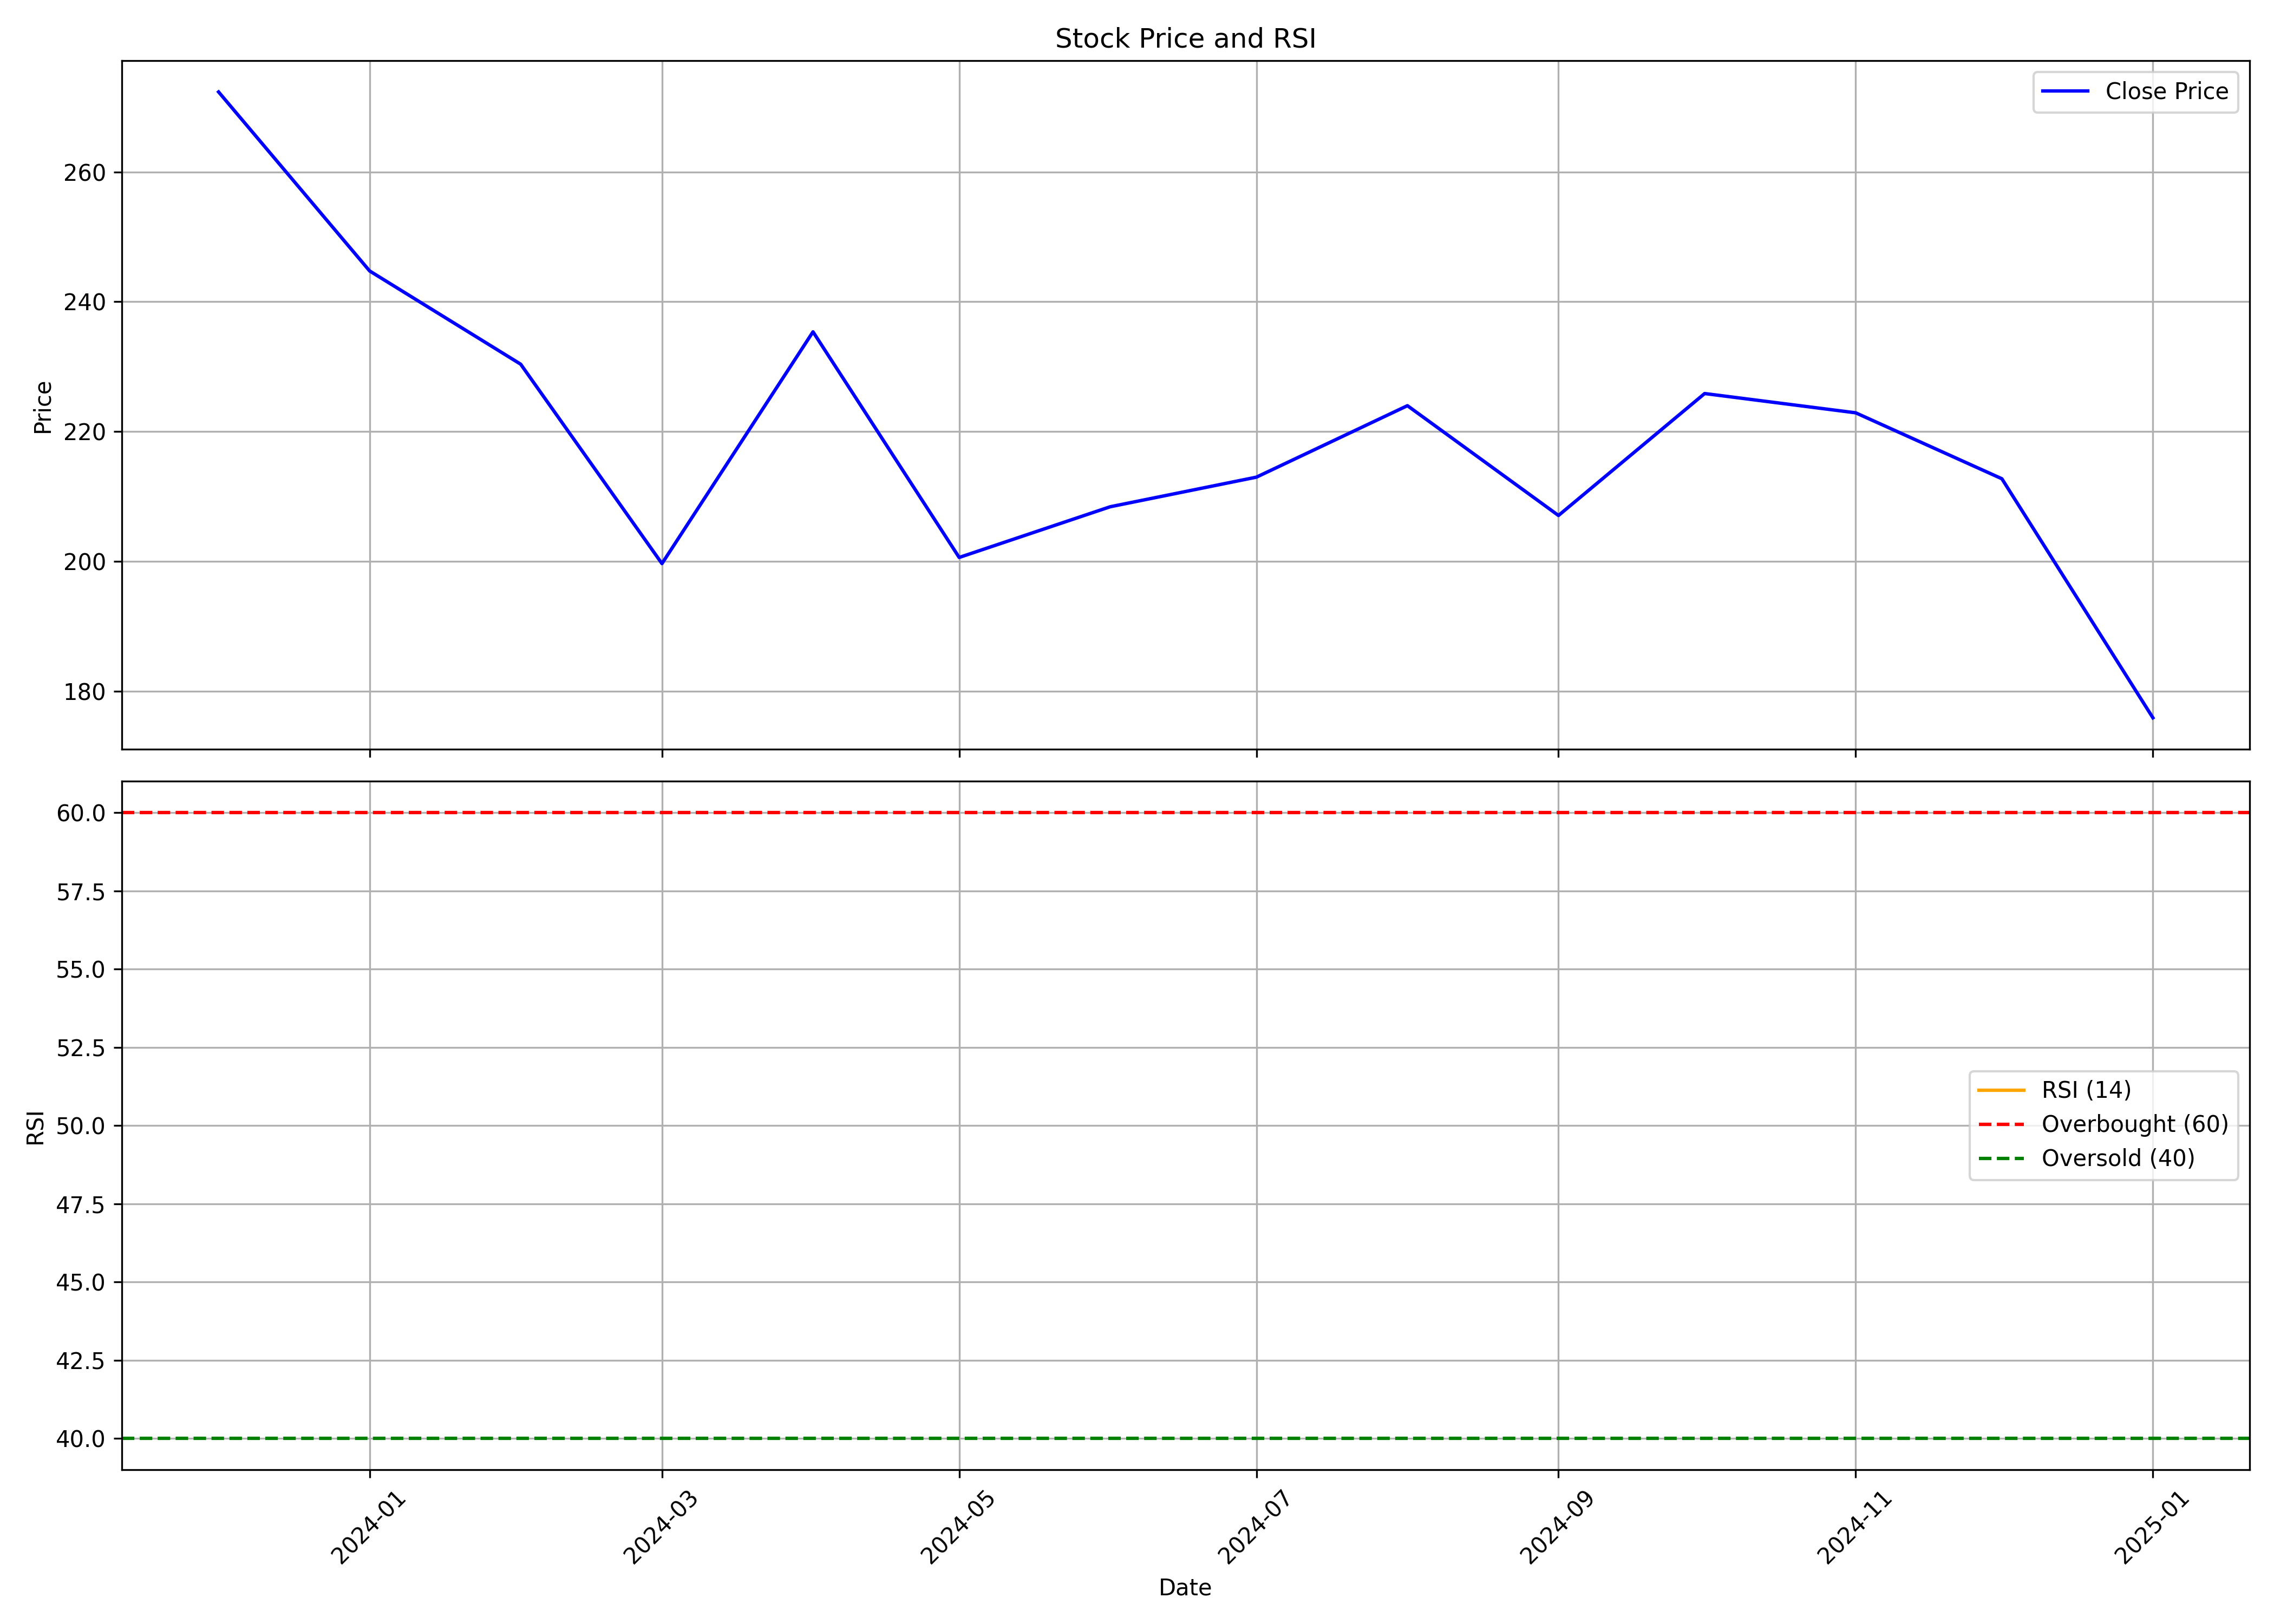 Stock Price and RSI
Close Price
Price
260
240
220
200
180
60.0
57.5
55.0
52.5
50.0
47.5
45.0
42.5
40.0
RSI
RSI (14)
Overbought (60)
Oversold (40)
2024-01
2024-03
2024-05
2024-07
2024-09
2024-11
2025-01
Date